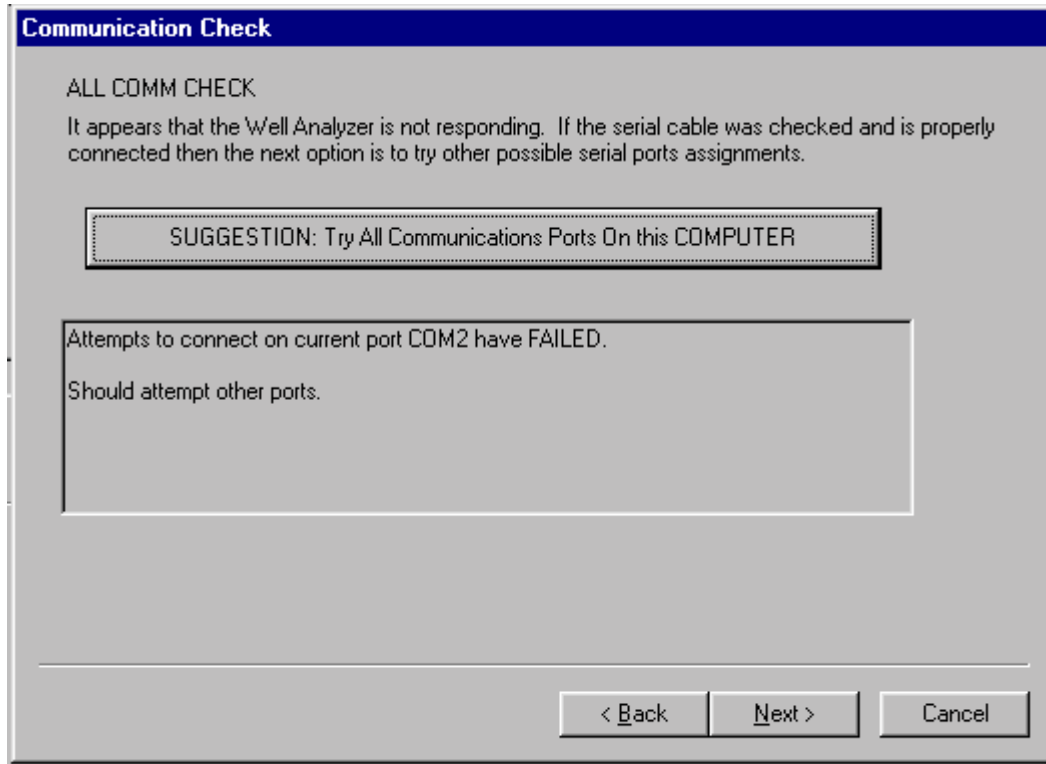 Communication Check
ALL COMM CHECK
It appears that the Well Analyzer is not responding.  If the serial cable was checked and is properly
connected then the next option is to try other possible serial ports assignments.
SUGGESTION: Try All Communications Ports On this COMPUTER
Attempts to connect on current port COM2 have FAILED.
Should attempt other ports.
< Back
Next >
Cancel